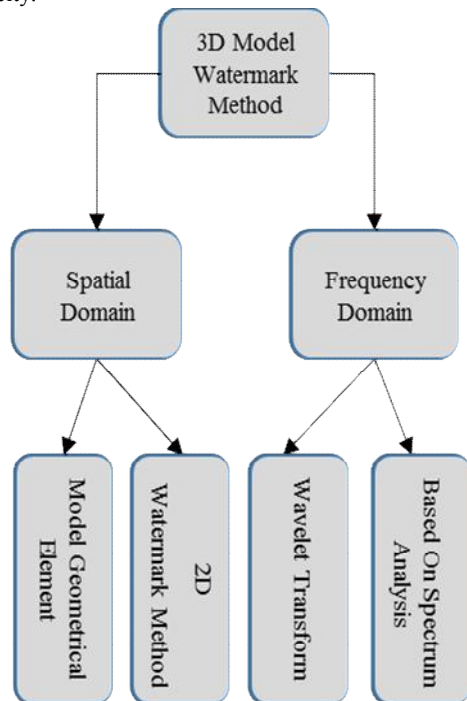 3D Model
Watermark
Method
Spatial
Domain
Frequency
Domain
Model Geometrical
Element
2D
Watermark Method
Wavelet Transform
Based On Spectrum
Analysis